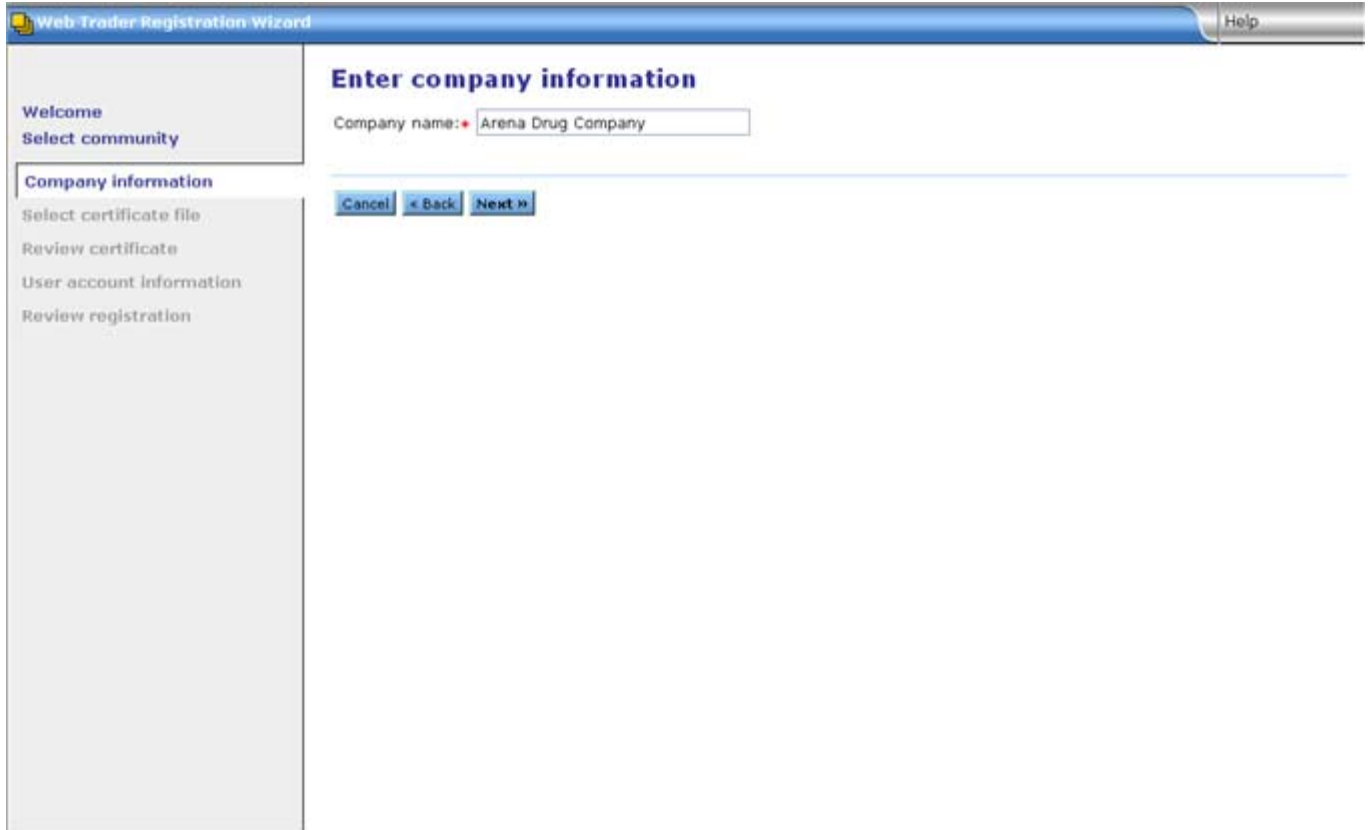 Web Trader Registration Wizard
Help
Enter company information
Company name:* Arena Drug Company
Cancel < Back Next »
Welcome
Select community
Company information
Select certificate file
Review certificate
User account information
Review registration